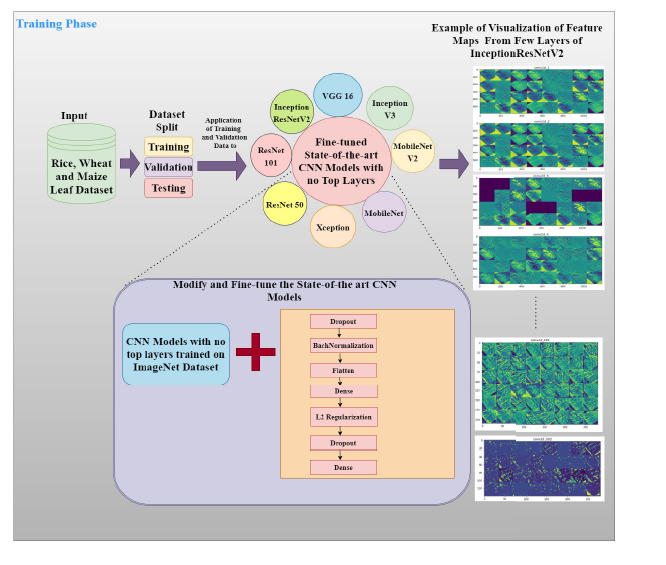 Training Phase
Example of Visualization of Feature
Maps From Few Layers of
InceptionResNetV2
Input
Rice, Wheat
and Maize
Leaf Dataset
Dataset
Split
Training
Validation
Testing
Application
of Training
and Validation
Data to
VGG 16
Inception
V3
MobileNet
V2
MobileNet
Xception
ResNet 50
ResNet
101
Inception
ResNetV2
Fine-tuned
State-of-the-art
CNN Models with
no Top Layers
Modify and Fine-tune the State-of-the art CNN
Models
CNN Models with no
top layers trained on
ImageNet Dataset
Dropout
BachNormalization
Flatten
Dense
L2 Regularization
Dropout
Dense